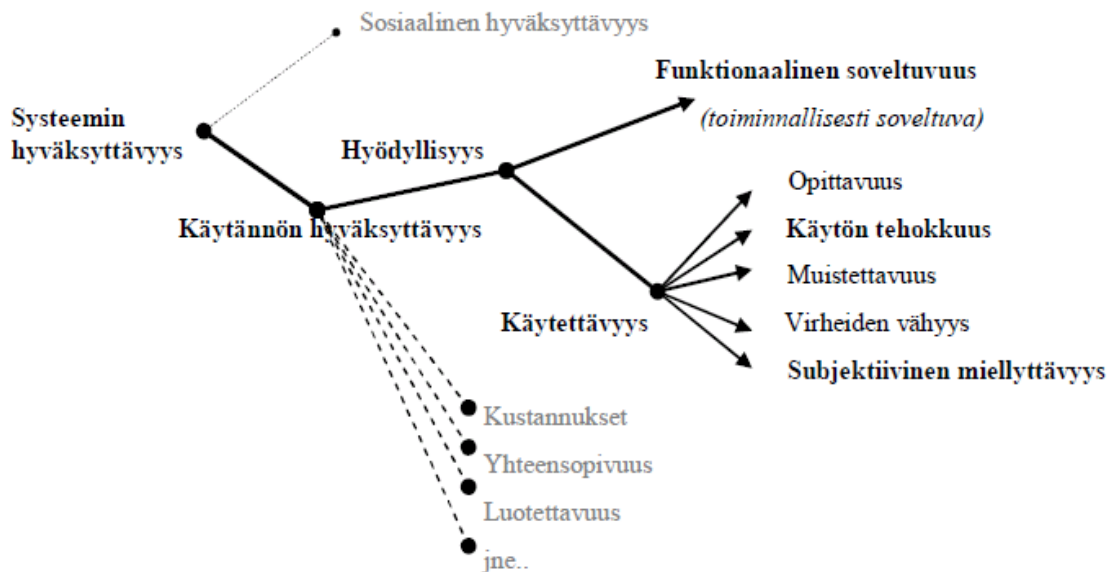 Sosiaalinen hyväksyttävyys
Systeemin
hyväksyttävyys
Hyödyllisyys
Funktionaalinen soveltuvuus
(toiminnallisesti soveltuva)
Käytännön hyväksyttävyys
Käytettävyys
Opittavuus
Käytön tehokkuus
Muistettavuus
Virheiden vähyys
Subjektiivinen miellyttävyys
Kustannukset
Yhteensopivuus
Luotettavuus
jne..